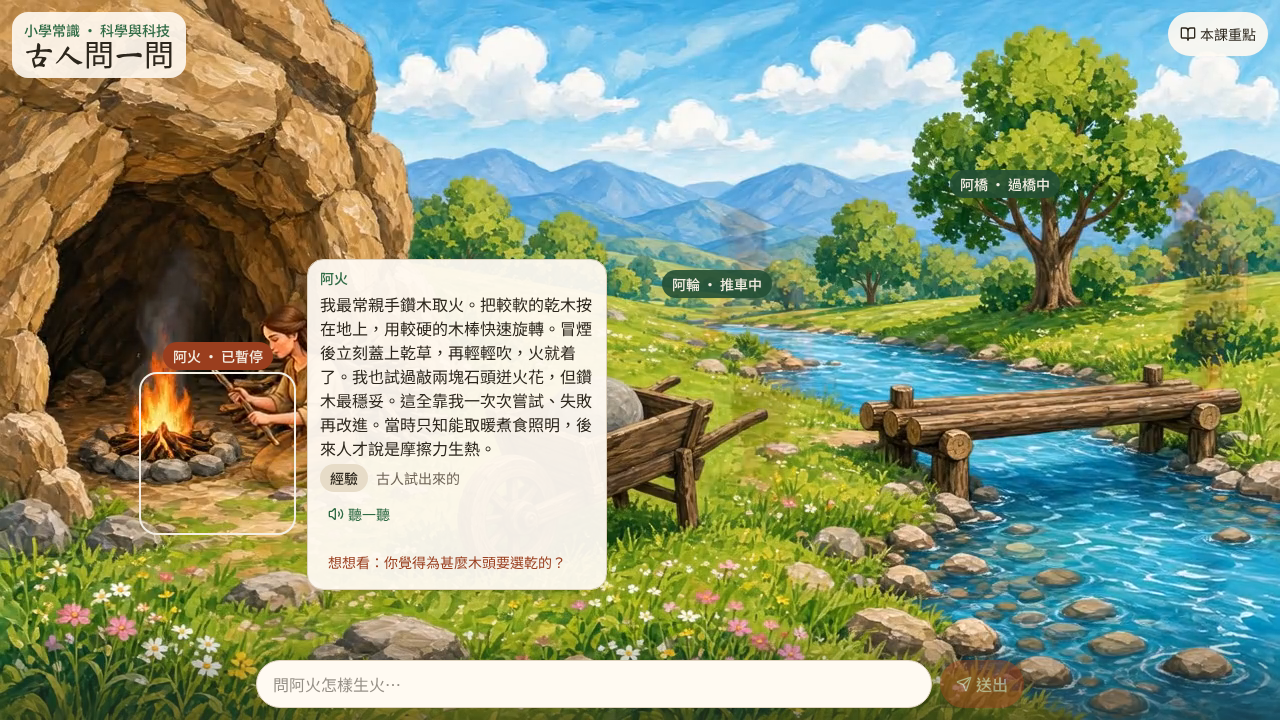 小學常識 · 科學與科技
古人問一問
本課重點
阿橋 · 過橋中
阿輪 · 推車中
阿火 · 已暫停
阿火
我最常親手鑽木取火。把較軟的乾木按
在地上，用較硬的木棒快速旋轉。冒煙
後立刻蓋上乾草，再輕輕吹，火就着
了。我也試過敲兩塊石頭迸火花，但鑽
木最穩妥。這全靠我一次次嘗試、失敗
再改進。當時只知能取暖煮食照明，後
來人才說是摩擦力生熱。
經驗 古人試出來的
聽一聽
想想看：你覺得為甚麼木頭要選乾的？
問阿火怎樣生火⋯
送出